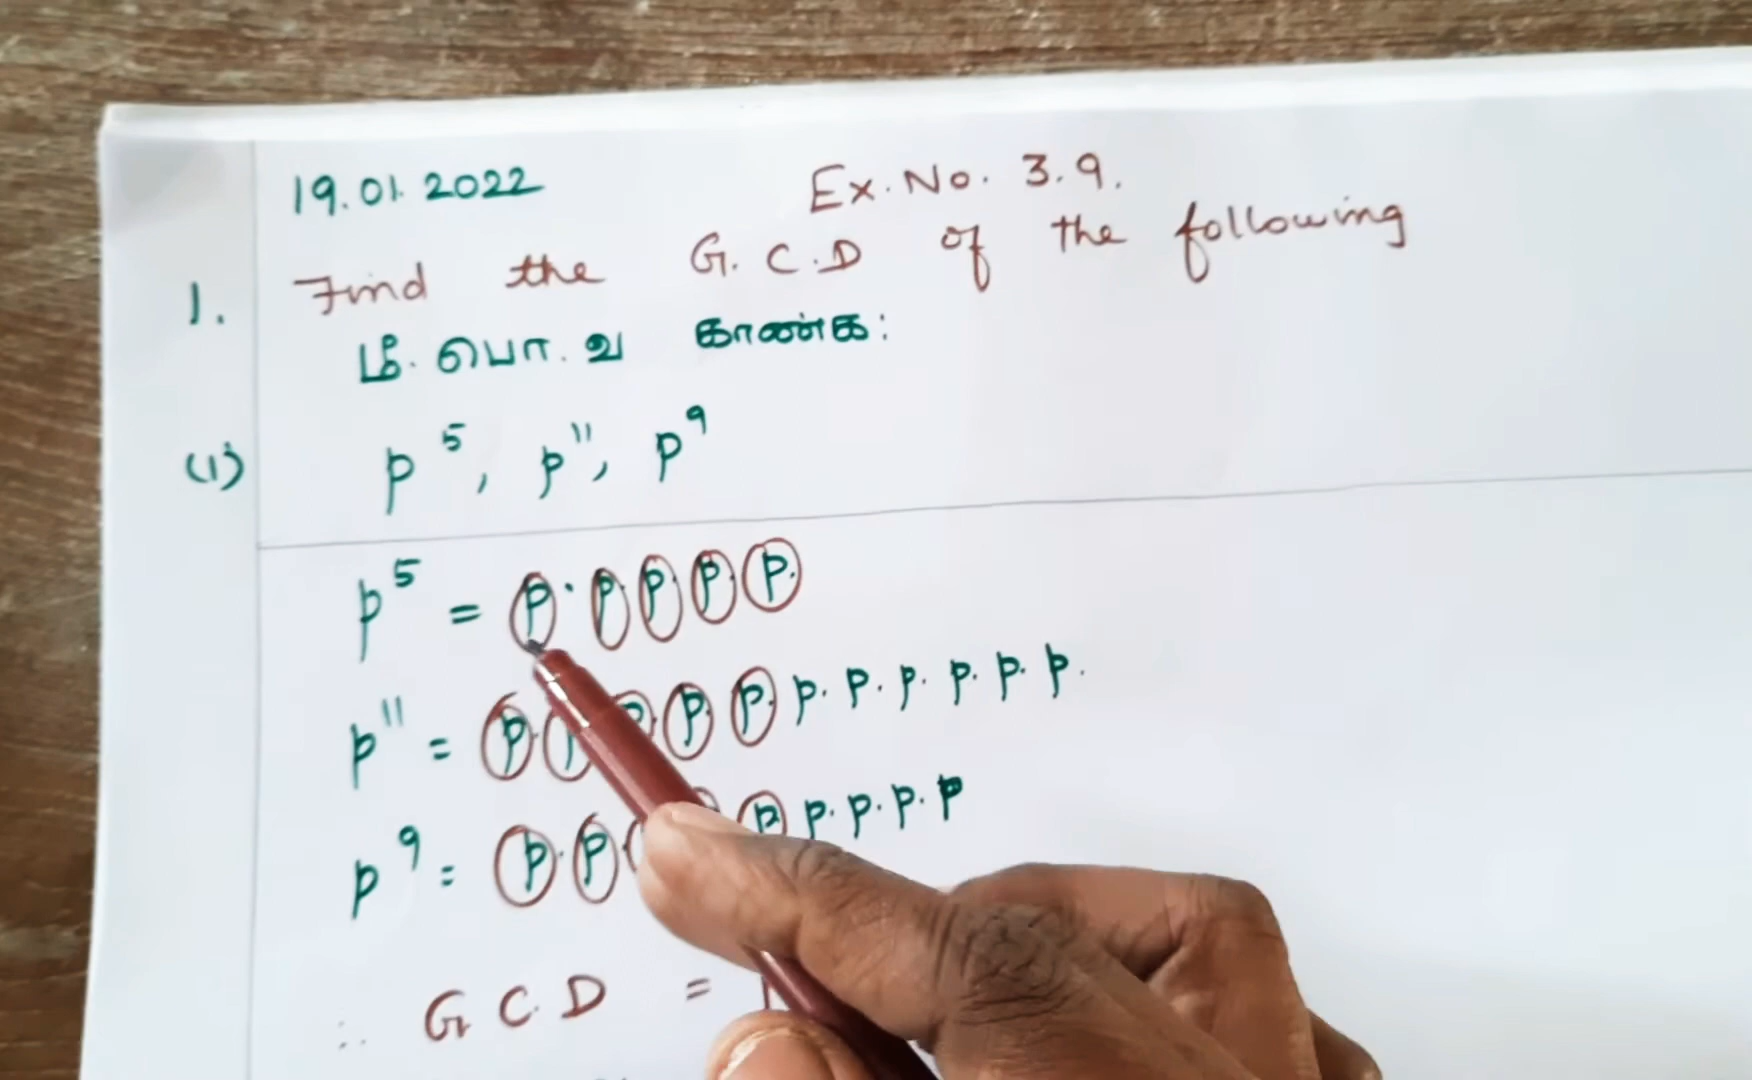 19.01.2022 Ex.No. 3.9.
1. Find the G.C.D of the following
மீ.பொ.வ காண்க:
(i) p⁵, p¹¹, p⁹
p⁵ = p.p.p.p.p.
p¹¹ = p. p. p. p. p. p. p. p. p. p.
p⁹ = p. p. p p. p. p. p
∴ G.C.D =